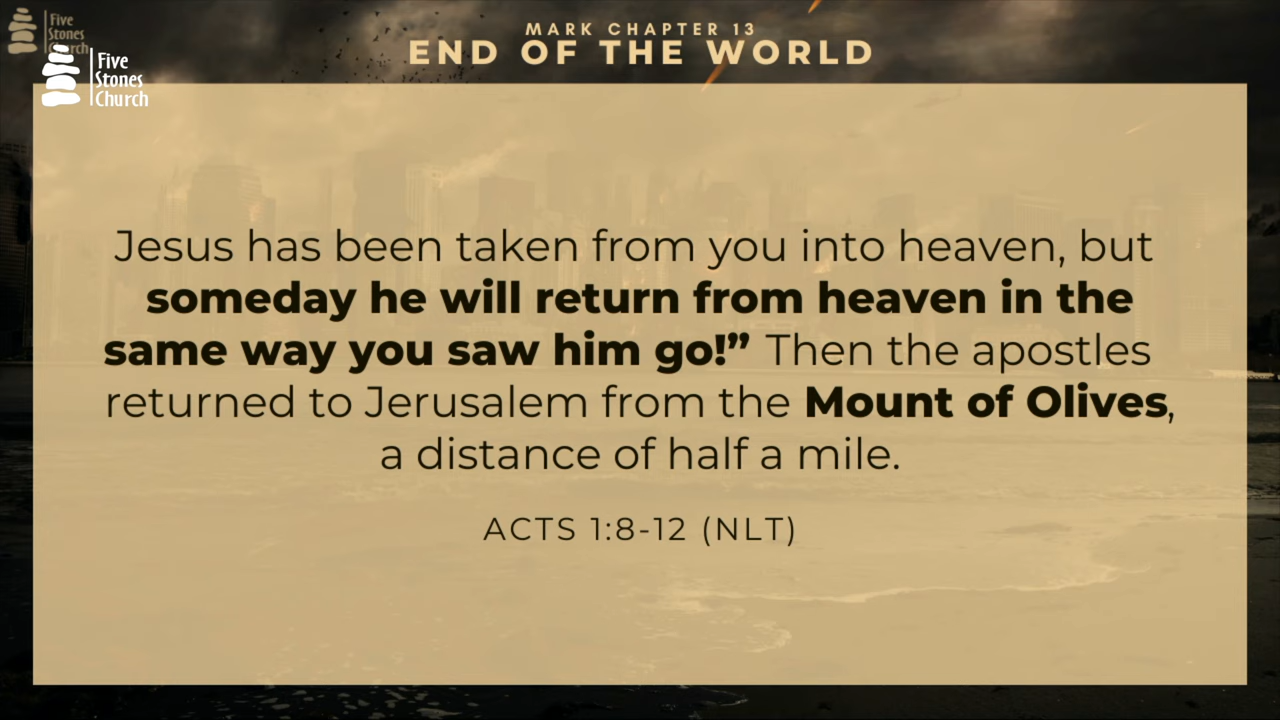 Five
Stones
Church
Five
Stones
Church
MARK CHAPTER 13
END OF THE WORLD
Jesus has been taken from you into heaven, but
someday he will return from heaven in the
same way you saw him go!” Then the apostles
returned to Jerusalem from the Mount of Olives,
a distance of half a mile.
ACTS 1:8-12 (NLT)